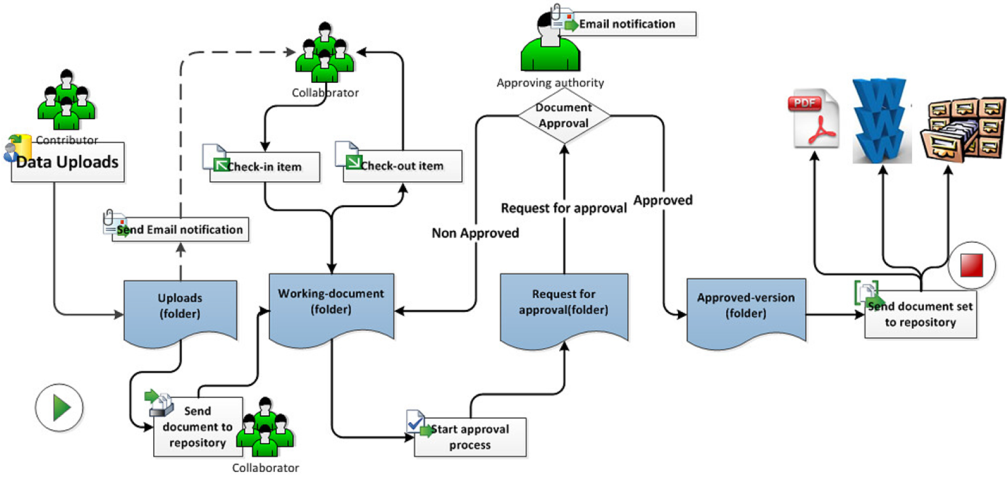 Email notification
Approving authority
Collaborator
Contributor
Data Uploads
Document
Approval
PDF
W
W
W
Check-in item
Check-out item
Send Email notification
Non Approved
Request for approval
Approved
Uploads
(folder)
Working-document
(folder)
Request for
approval(folder)
Approved-version
(folder)
Send document set
to repository
Send
document to
repository
Collaborator
Start approval
process